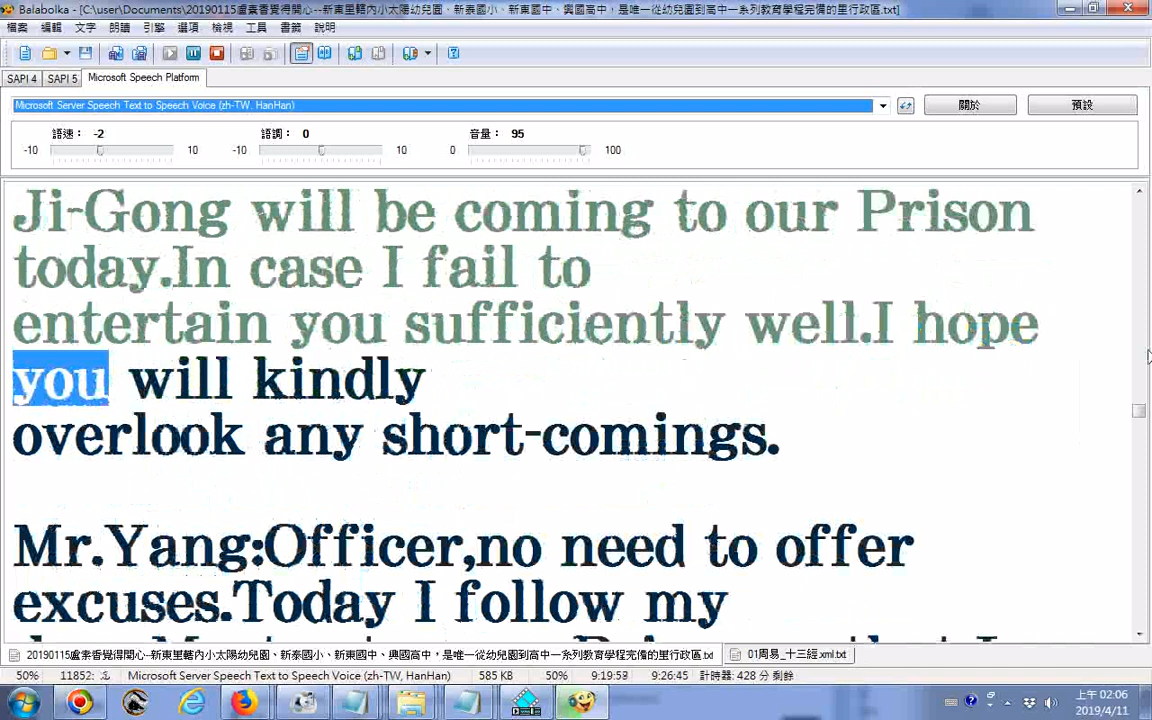 Balabolka - [C:\user\Documents\20190115盧素香覺得開心--新東里轄內小太陽幼兒園、新泰國小、新東國中、興國高中，是唯一從幼兒園到高中一系列教育學程完備的里行政區.txt]
檔案 編輯 文字 朗讀 引擎 選項 檢視 工具 書籤 說明
SAPI 4 SAPI 5 Microsoft Speech Platform
Microsoft Server Speech Text to Speech Voice (zh-TW, HanHan) 關於 預設
語速： -2 語調： 0 音量： 95
-10 10 -10 10 0 100
Ji-Gong will be coming to our Prison
today.In case I fail to
entertain you sufficiently well.I hope
you will kindly
overlook any short-comings.
Mr.Yang:Officer,no need to offer
excuses.Today I follow my
20190115盧素香覺得開心--新東里轄內小太陽幼兒園、新泰國小、新東國中、興國高中，是唯一從幼兒園到高中一系列教育學程完備的里行政區.txt 01周易_十三經.xml.txt
50% 11852: Microsoft Server Speech Text to Speech Voice (zh-TW, HanHan) 585 KB 50% 9:19:53 9:26:45 計時器: 428 分 剩餘
上午 02:06
2019/4/11